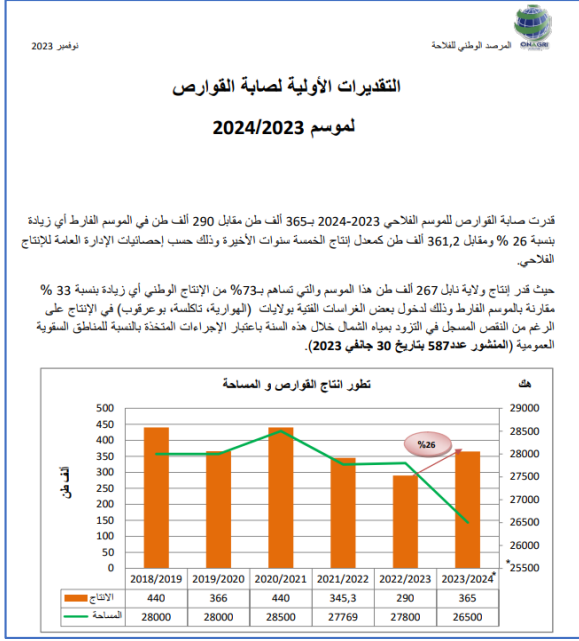 المرصد الوطني للفلاحة
نوفمبر 2023
التقديرات الأولية لصابة القوارص
لموسم 2024/2023
قدرت صابة القوارص للموسم الفلاحي 2023-2024 بـ365 ألف طن مقابل 290 ألف طن في الموسم الفارط أي زيادة
بنسبة 26 % ومقابل 361,2 ألف طن كمعدل إنتاج الخمسة سنوات الأخيرة وذلك حسب إحصائيات الإدارة العامة للإنتاج
الفلاحي.
حيث قدر إنتاج ولاية نابل 267 ألف طن هذا الموسم والتي تساهم بـ73% من الإنتاج الوطني أي زيادة بنسبة 33 %
مقارنة بالموسم الفارط وذلك لدخول بعض الغراسات الفتية بولايات (الهوارية، تاكلسة، بوعرقوب) في الإنتاج على
الرغم من النقص المسجل في التزود بمياه الشمال خلال هذه السنة باعتبار الإجراءات المتخذة بالنسبة للمناطق السقوية
العمومية (المنشور عدد587 بتاريخ 30 جانفي 2023).
تطور انتاج القوارص و المساحة
هك
ألف طن
500
450
400
350
300
250
200
150
100
50
0
29000
28500
28000
27500
27000
26500
26000
*25500
%26
2018/2019 2019/2020 2020/2021 2021/2022 2022/2023 2023/2024*
الانتاج 440 366 440 345,3 290 365
المساحة 28000 28000 28500 27769 27800 26500